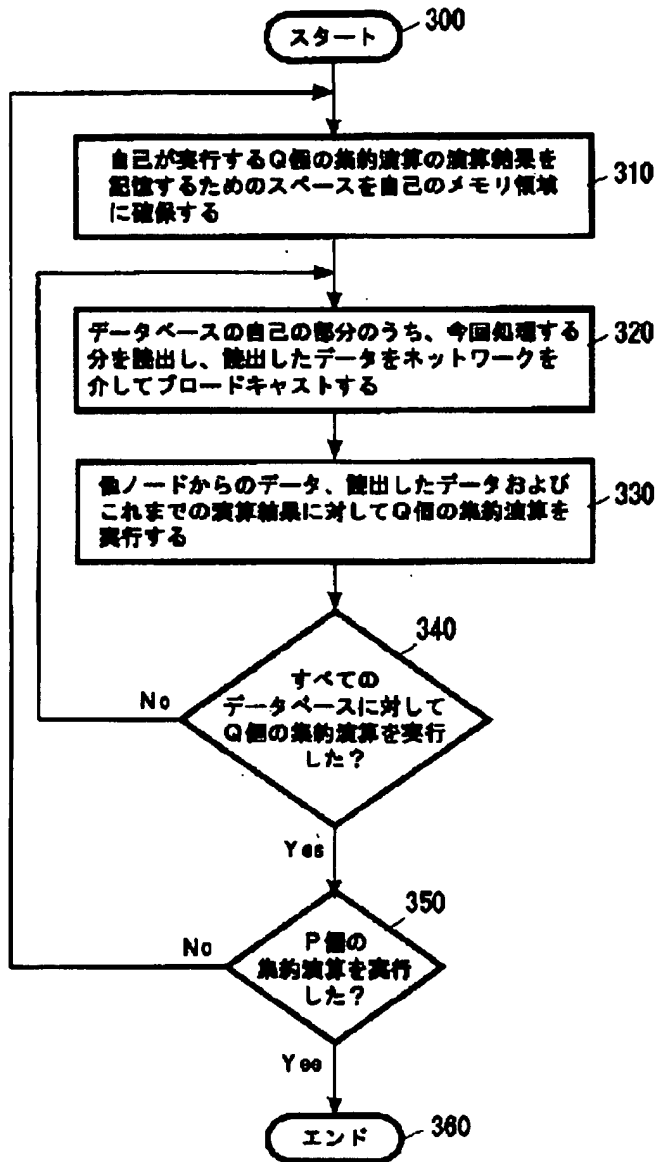 スタート
300
自己が実行するQ個の集約演算の演算結果を
記憶するためのスペースを自己のメモリ領域
に確保する
310
データベースの自己の部分のうち、今回処理する
分を読出し、読出したデータをネットワークを
介してブロードキャストする
320
他ノードからのデータ、読出したデータおよび
これまでの演算結果に対してQ個の集約演算を
実行する
330
340
すべての
データベースに対して
Q個の集約演算を実行
した?
No
Yes
350
P個の
集約演算を実行
した?
No
Yes
エンド
360